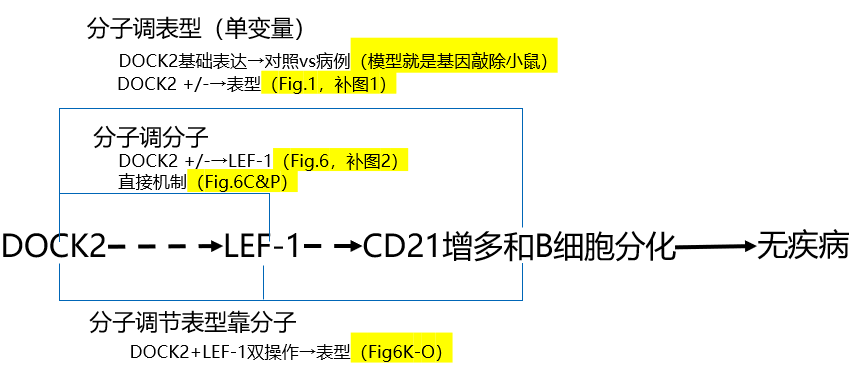 分子调表型（单变量）
DOCK2基础表达→对照vs病例（模型就是基因敲除小鼠）
DOCK2 +/-→表型（Fig.1，补图1）
分子调分子
DOCK2 +/-→LEF-1（Fig.6，补图2）
直接机制（Fig.6C&P）
DOCK2 LEF-1 CD21增多和B细胞分化 无疾病
分子调节表型靠分子
DOCK2+LEF-1双操作→表型（Fig6K-O）